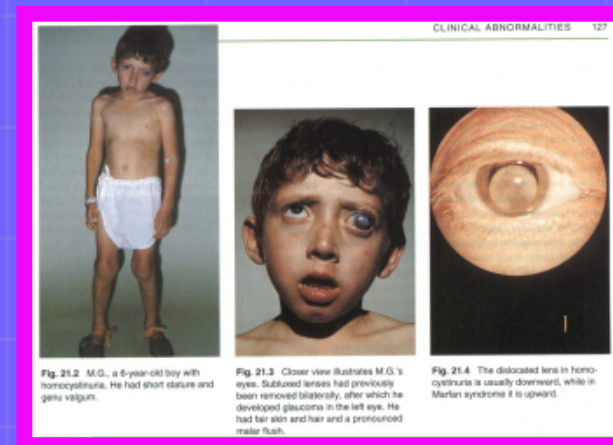 CLINICAL ABNORMALITIES 127
Fig. 21.2 M.G., a 6-year-old boy with
homocystinuria. He had short stature and
genu valgum.
Fig. 21.3 Closer view illustrates M.G.'s
eyes. Subluxed lenses had previously
been removed bilaterally, after which he
developed glaucoma in the left eye. He
had fair skin and hair and a pronounced
malar flush.
Fig. 21.4 The dislocated lens in homo-
cystinuria is usually downward, while in
Marfan syndrome it is upward.